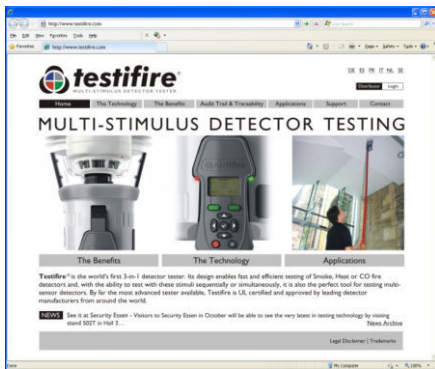 http://www.testifire.com
File Edit View Favorites Tools Help
Favorites http://www.testifire.com
Page Safety Tools
DE ES FR IT NL SE
testifire®
MULTI-STIMULUS DETECTOR TESTER
Distributor Login
Home The Technology The Benefits Audit Trail & Traceability Applications Support Contact
MULTI-STIMULUS DETECTOR TESTING
The Benefits The Technology Applications
Testifire® is the world's first 3-in-1 detector tester. Its design enables fast and efficient testing of Smoke, Heat or CO fire
detectors and, with the ability to test with these stimuli sequentially or simultaneously, it is also the perfect tool for testing multi-
sensor detectors. By far the most advanced tester available, Testifire is UL certified and approved by leading detector
manufacturers from around the world.
NEWS See it at Security Essen - Visitors to Security Essen in October will be able to see the very latest in testing technology by visiting
stand 502T in Hall 3...
News Archive
Legal Disclaimer | Trademarks
Done My Computer 100%